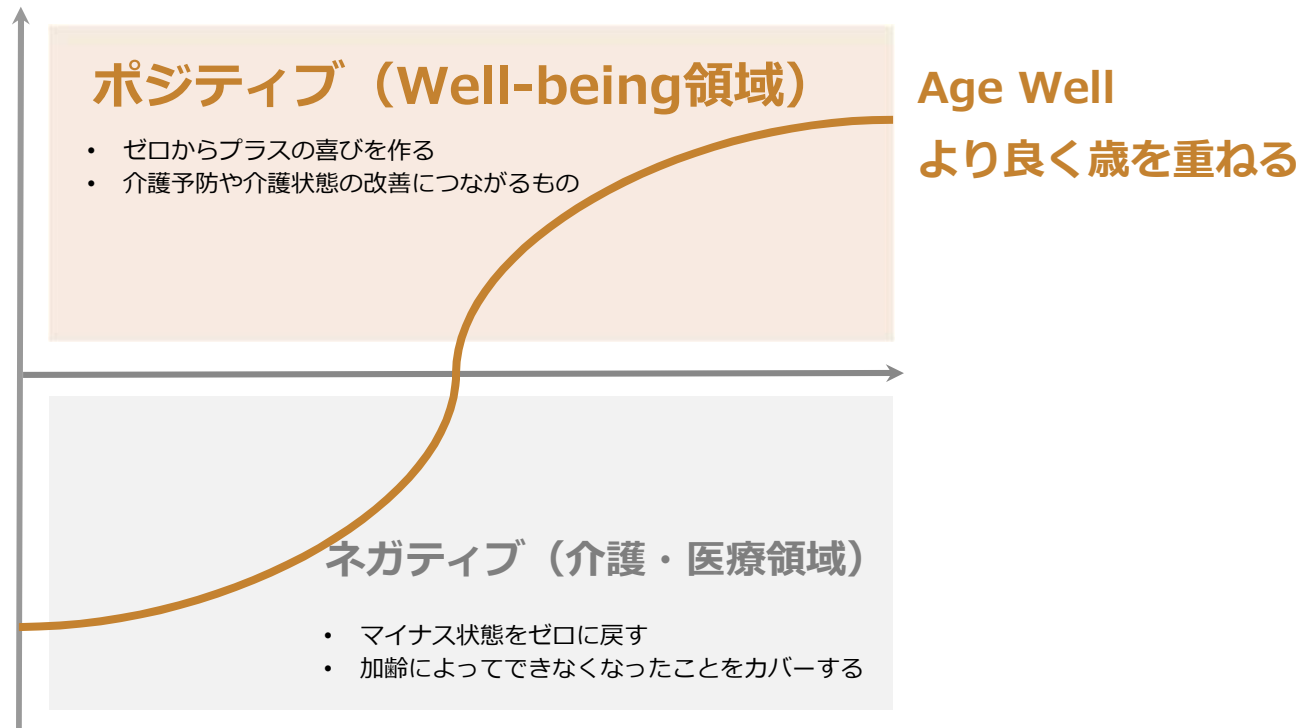 ポジティブ（Well-being領域）
• ゼロからプラスの喜びを作る
• 介護予防や介護状態の改善につながるもの
Age Well
より良く歳を重ねる
ネガティブ（介護・医療領域）
• マイナス状態をゼロに戻す
• 加齢によってできなくなったことをカバーする